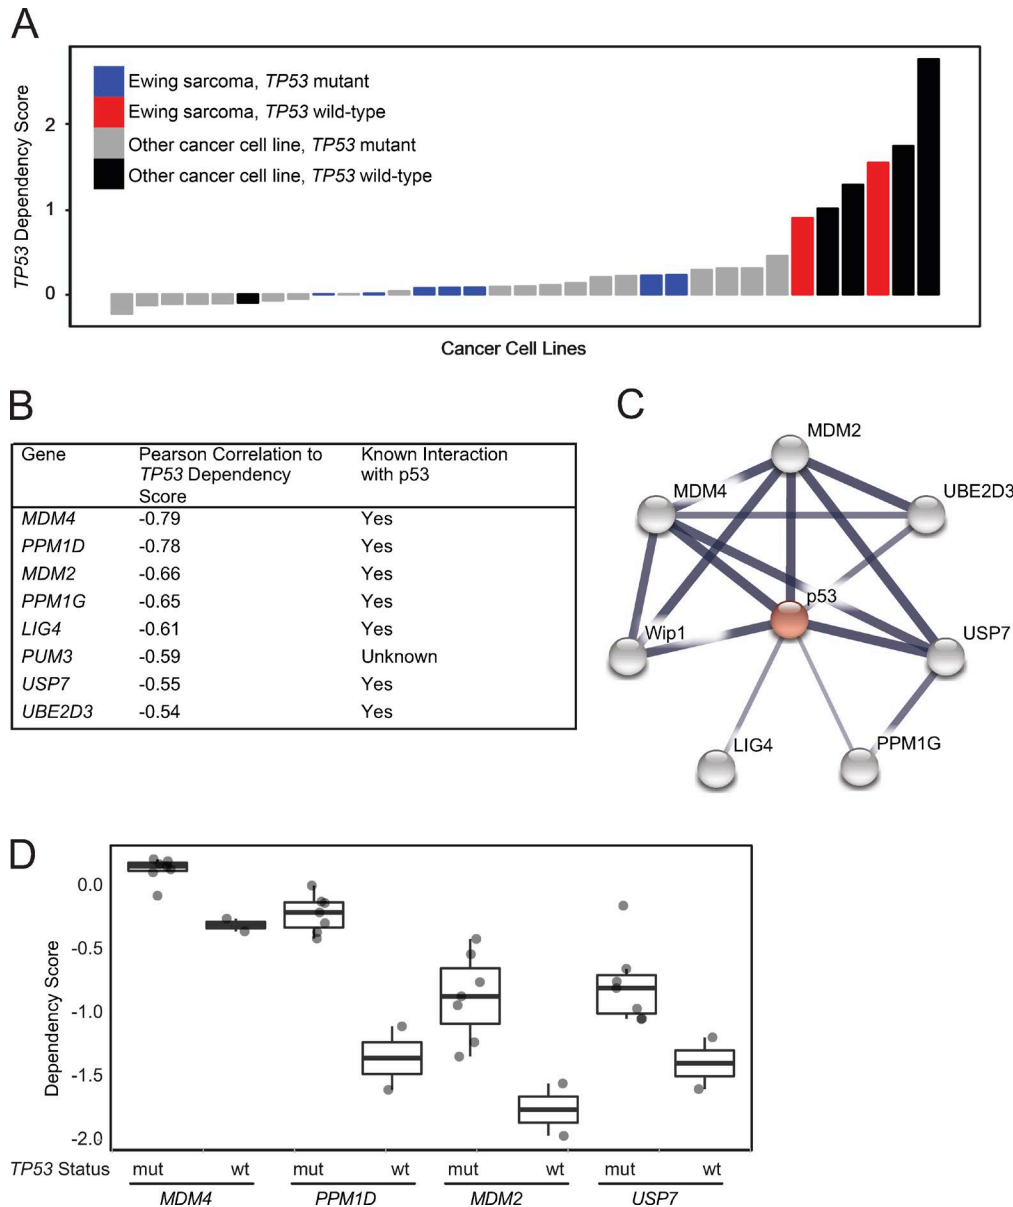 A
TP53 Dependency Score
2
1
0
Ewing sarcoma, TP53 mutant
Ewing sarcoma, TP53 wild-type
Other cancer cell line, TP53 mutant
Other cancer cell line, TP53 wild-type
Cancer Cell Lines
B
Gene Pearson Correlation to TP53 Dependency Score Known Interaction with p53
MDM4 -0.79 Yes
PPM1D -0.78 Yes
MDM2 -0.66 Yes
PPM1G -0.65 Yes
LIG4 -0.61 Yes
PUM3 -0.59 Unknown
USP7 -0.55 Yes
UBE2D3 -0.54 Yes
C
MDM2
MDM4
UBE2D3
p53
Wip1
USP7
LIG4
PPM1G
D
Dependency Score
0.0
-0.5
-1.0
-1.5
-2.0
TP53 Status mut wt mut wt mut wt mut wt
MDM4 PPM1D MDM2 USP7